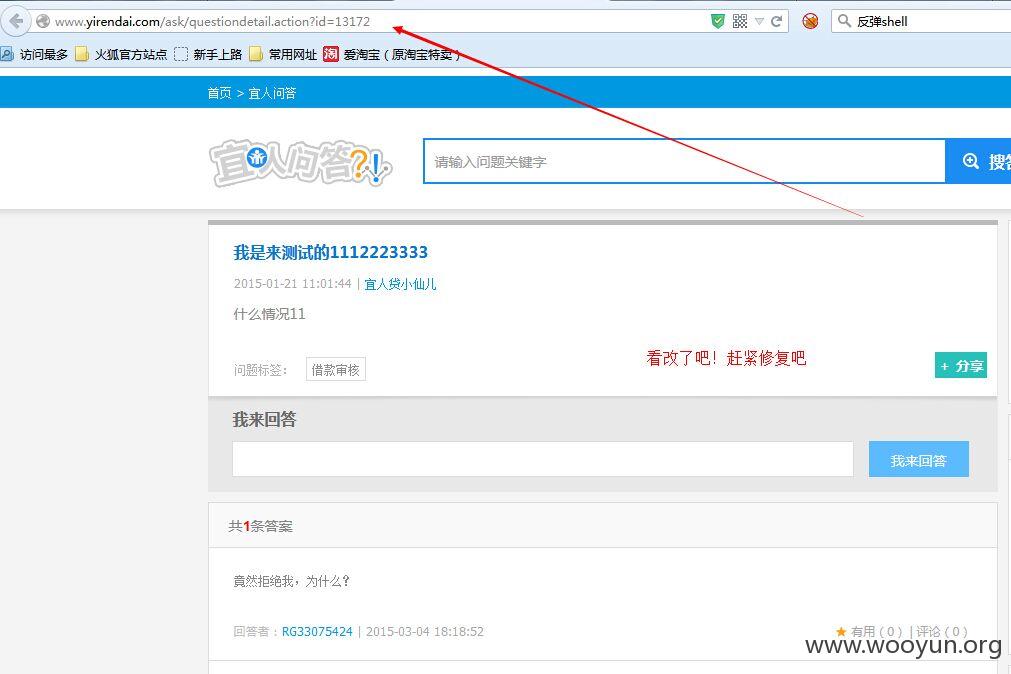 www.yirendai.com/ask/questiondetail.action?id=13172
反弹shell
访问最多 火狐官方站点 新手上路 常用网址 淘 爱淘宝（原淘宝特卖）
首页 > 宜人问答
宜人问答?!
请输入问题关键字
搜答
我是来测试的1112223333
2015-01-21 11:01:44 | 宜人贷小仙儿
什么情况11
看改了吧！赶紧修复吧
问题标签： 借款审核
+ 分享
我来回答
我来回答
共1条答案
竟然拒绝我，为什么？
回答者：RG33075424 | 2015-03-04 18:18:52
有用（0）| 评论（0）
www.wooyun.org